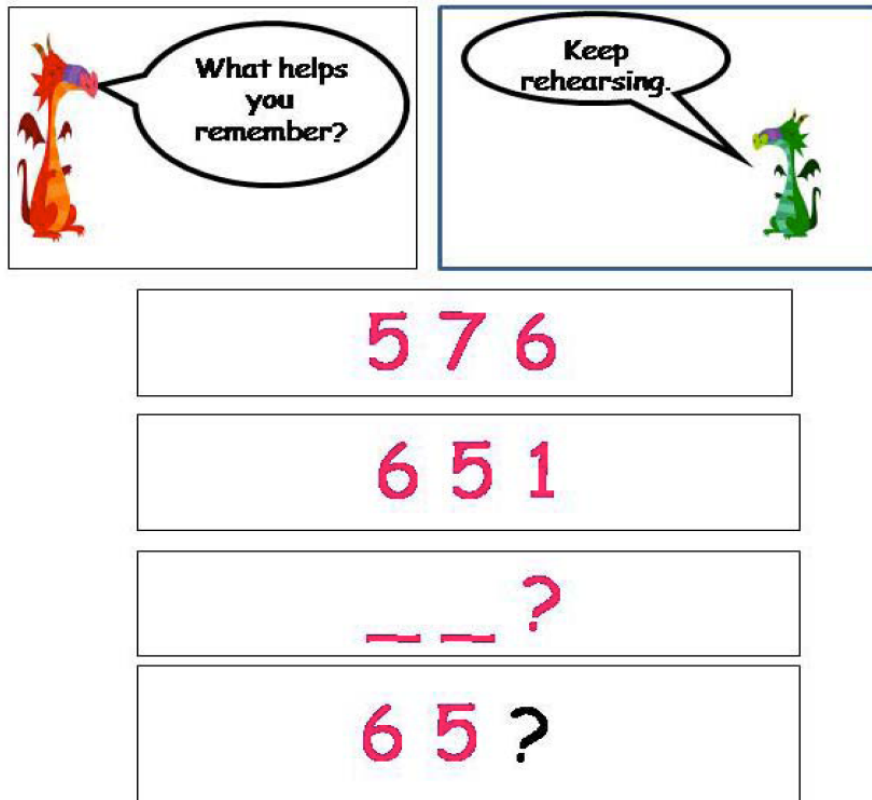 What helps
you
remember?
Keep
rehearsing.
5 7 6
6 5 1
_ _ ?
6 5 ?